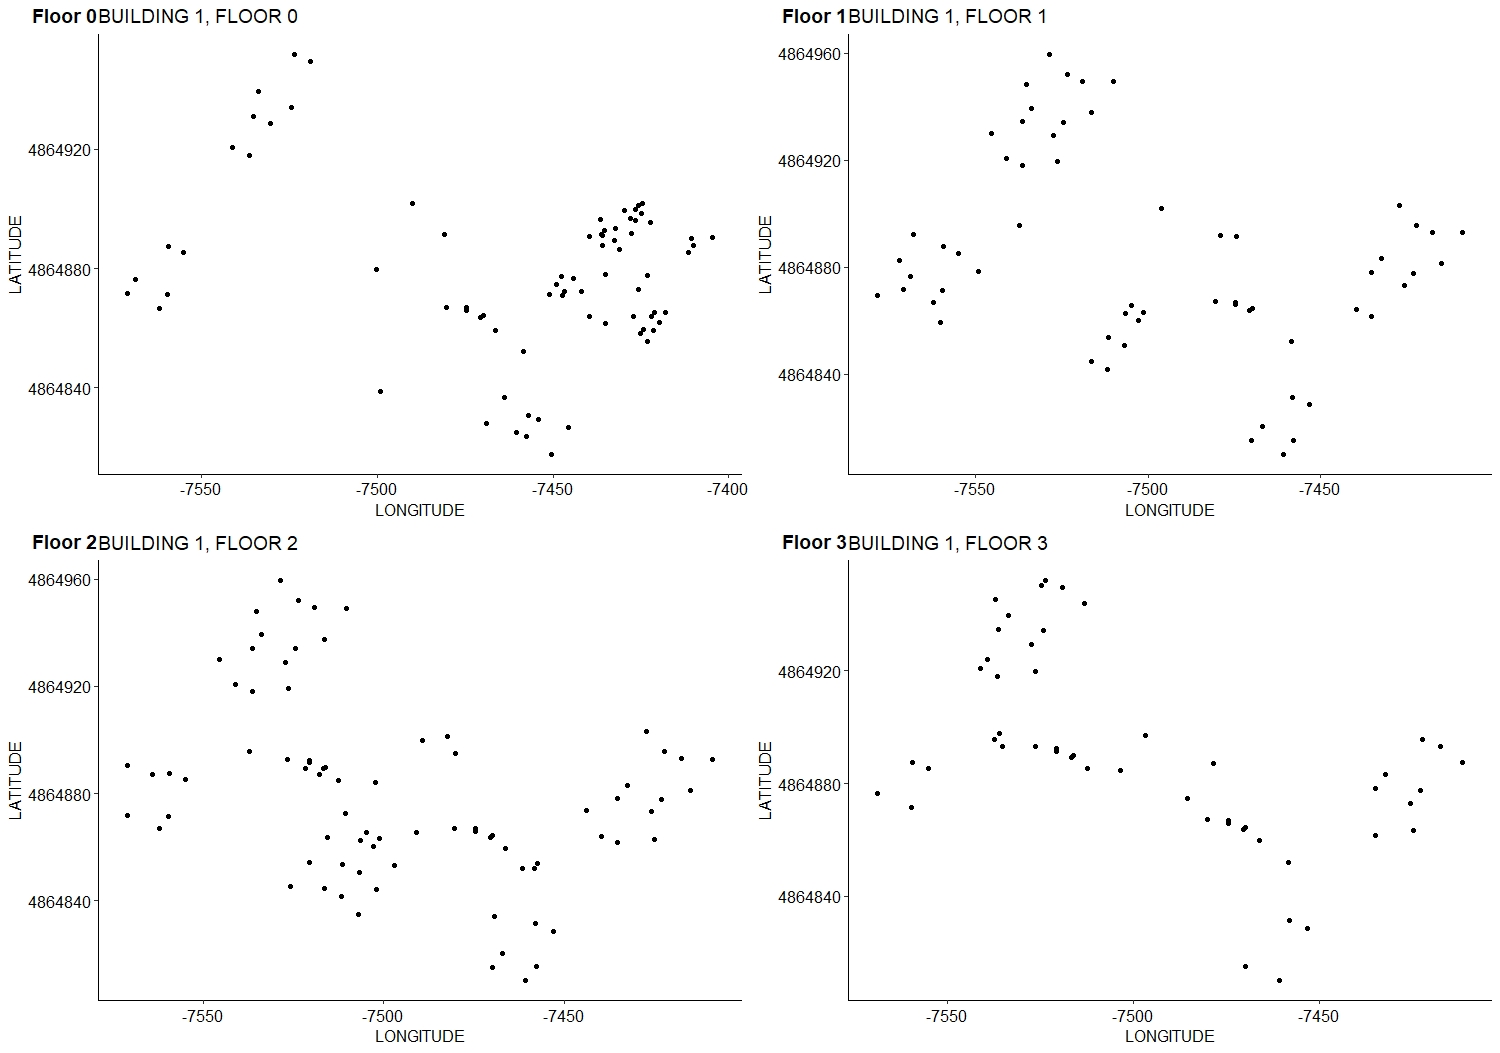 Floor 0BUILDING 1, FLOOR 0
LATITUDE
4864920
4864880
4864840
-7550
-7500
-7450
-7400
LONGITUDE
Floor 1BUILDING 1, FLOOR 1
LATITUDE
4864960
4864920
4864880
4864840
-7550
-7500
-7450
LONGITUDE
Floor 2BUILDING 1, FLOOR 2
LATITUDE
4864960
4864920
4864880
4864840
-7550
-7500
-7450
LONGITUDE
Floor 3BUILDING 1, FLOOR 3
LATITUDE
4864920
4864880
4864840
-7550
-7500
-7450
LONGITUDE